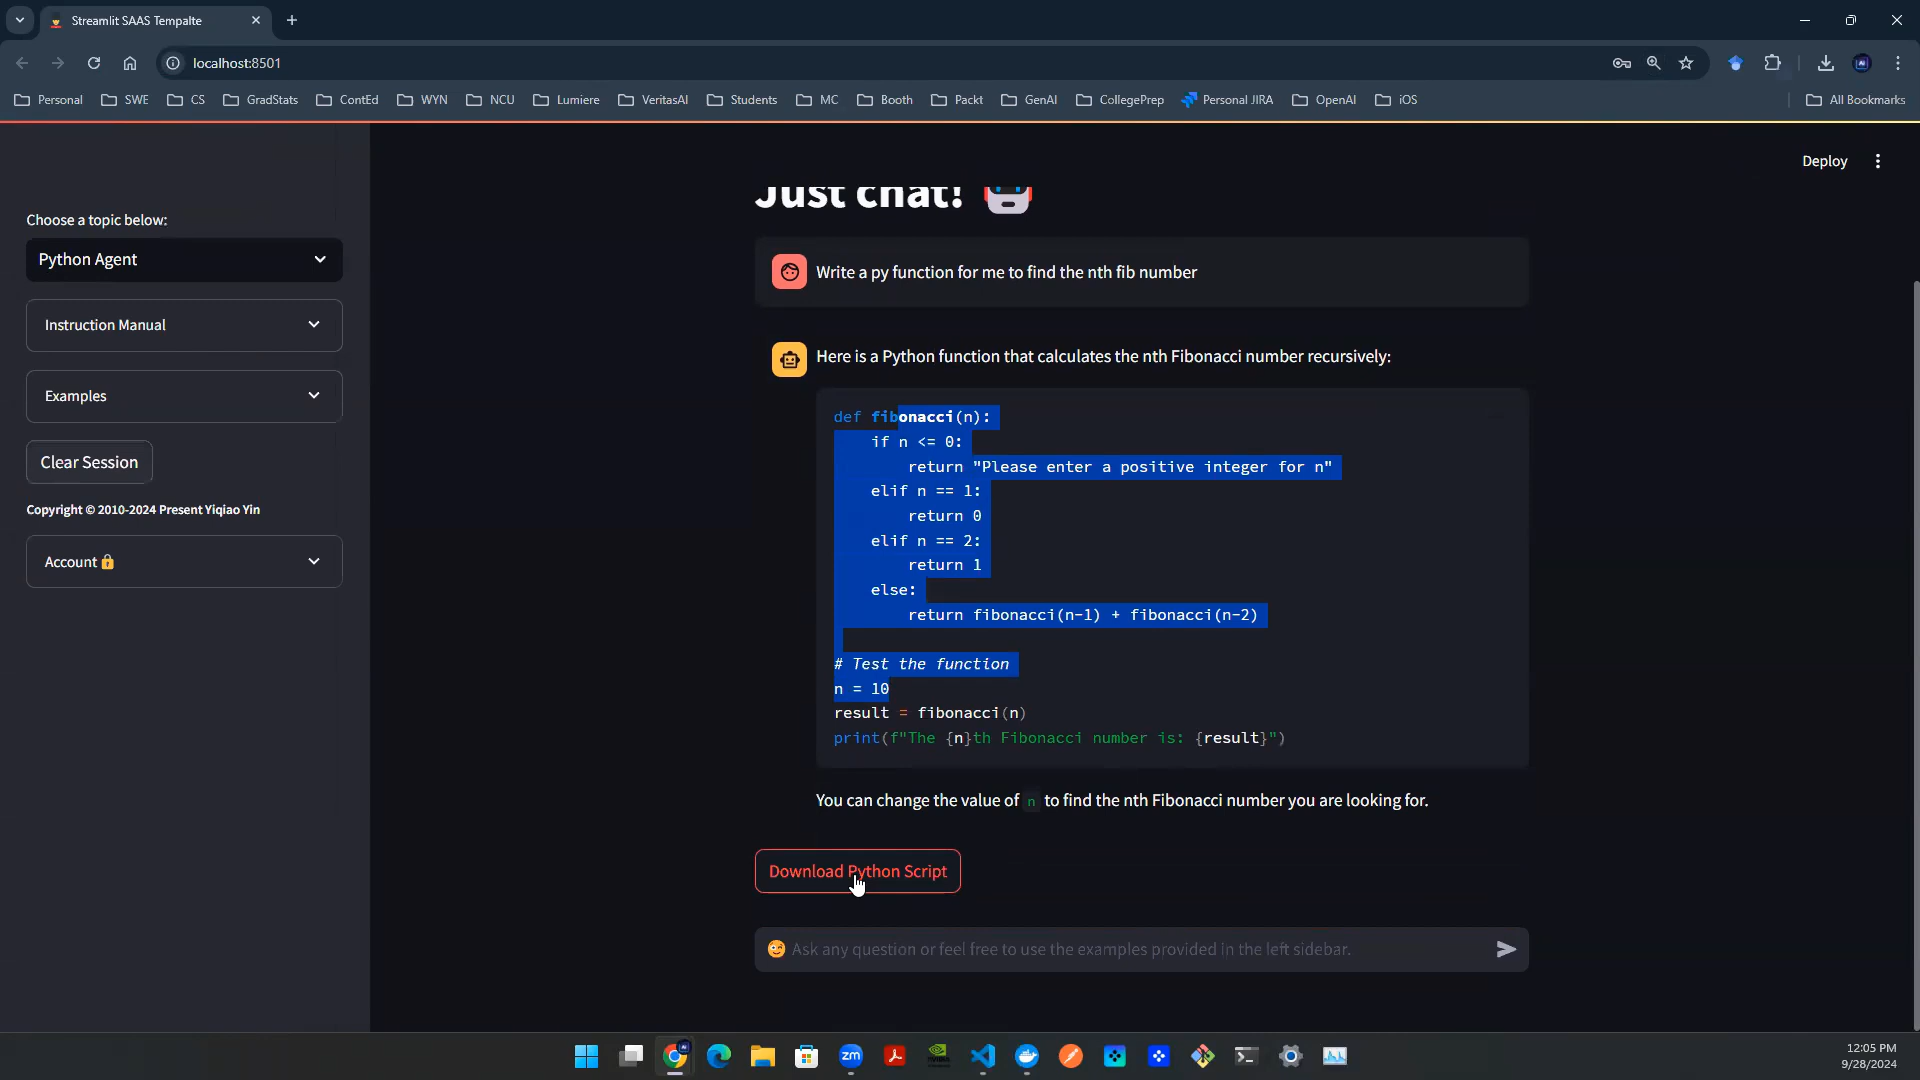 Streamlit SAAS Tempalte
localhost:8501
Personal SWE CS GradStats ContEd WYN NCU Lumiere VeritasAI Students MC Booth Packt GenAI CollegePrep Personal JIRA OpenAI iOS All Bookmarks
Deploy
Choose a topic below:
Python Agent
Instruction Manual
Examples
Clear Session
Copyright © 2010-2024 Present Yiqiao Yin
Account
Just chat!
Write a py function for me to find the nth fib number
Here is a Python function that calculates the nth Fibonacci number recursively:
def fibonacci(n):
    if n <= 0:
        return "Please enter a positive integer for n"
    elif n == 1:
        return 0
    elif n == 2:
        return 1
    else:
        return fibonacci(n-1) + fibonacci(n-2)
# Test the function
n = 10
result = fibonacci(n)
print(f"The {n}th Fibonacci number is: {result}")
You can change the value of n to find the nth Fibonacci number you are looking for.
Download Python Script
Ask any question or feel free to use the examples provided in the left sidebar.
zm
12:05 PM
9/28/2024